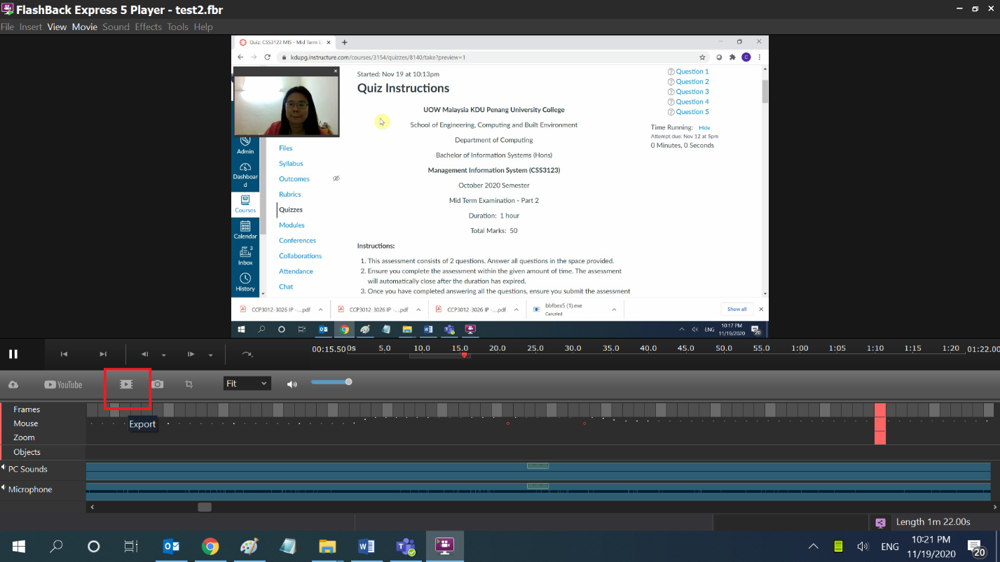 FlashBack Express 5 Player - test2.fbr
File Insert View Movie Sound Effects Tools Help
Quiz: CSS3123 MIS - Mid Term E
kdupg.instructure.com/courses/3154/quizzes/8140/take?preview=1
Started: Nov 19 at 10:13pm
Quiz Instructions
UOW Malaysia KDU Penang University College
School of Engineering, Computing and Built Environment
Department of Computing
Bachelor of Information Systems (Hons)
Management Information System (CSS3123)
October 2020 Semester
Mid Term Examination - Part 2
Duration: 1 hour
Total Marks: 50
Instructions:
1. This assessment consists of 2 questions. Answer all questions in the space provided.
2. Ensure you complete the assessment within the given amount of time. The assessment
will automatically close after the duration has expired.
3. Once you have completed answering all the questions, ensure you submit the assessment
Question 1
Question 2
Question 3
Question 4
Question 5
Time Running: Hide
Attempt due: Nov 12 at 5pm
0 Minutes, 0 Seconds
Admin
Dashboar
d
Courses
Calendar
3
Inbox
History
Files
Syllabus
Outcomes
Rubrics
Quizzes
Modules
Conferences
Collaborations
Attendance
Chat
CCP3012-3026 IP -....pdf
CCP3012-3026 IP -....pdf
CCP3012-3026 IP -....pdf
bbfbex5 (1).exe
Canceled
Show all
ENG
10:17 PM
11/19/2020
20
00:15.50 0s 5.0 10.0 15.0 20.0 25.0 30.0 35.0 40.0 45.0 50.0 55.0 1:00 1:05 1:10 1:15 1:20 01:22.00
YouTube
Fit
Export
Frames
Mouse
Zoom
Objects
PC Sounds
Microphone
Length 1m 22.00s
ENG
10:21 PM
11/19/2020
20